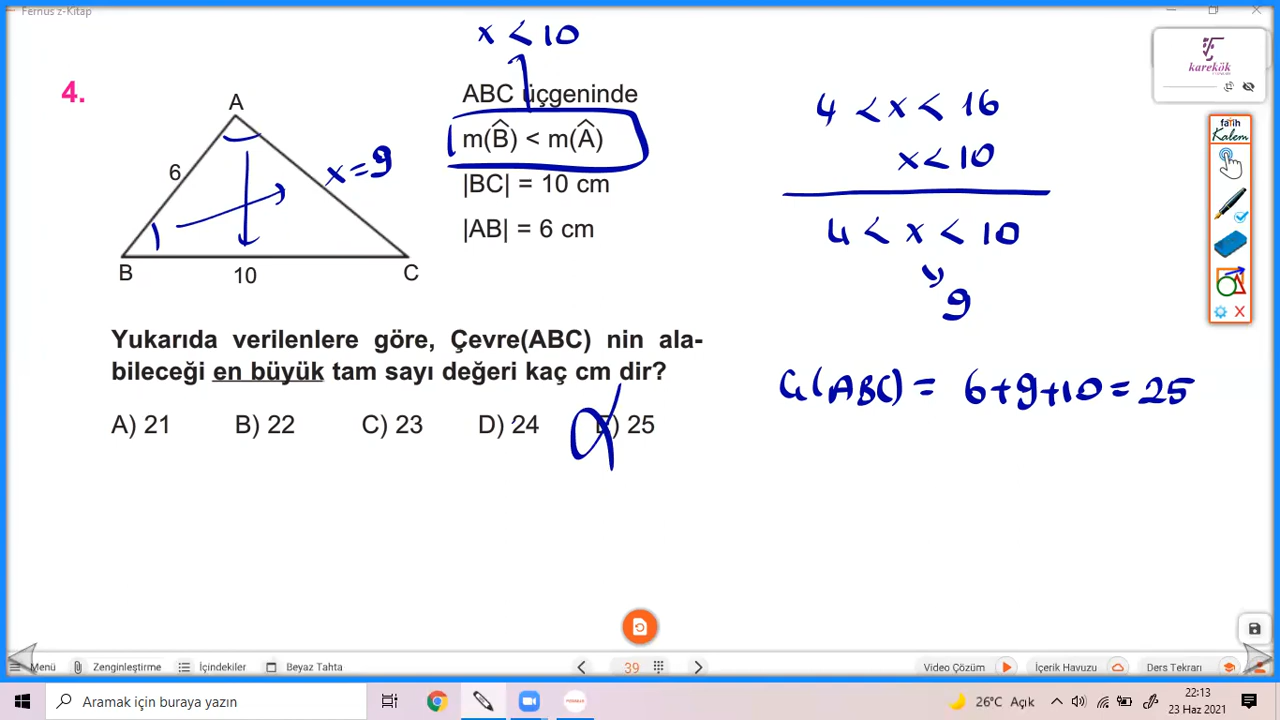 Fernus z-Kitap
x < 10
karekök
4.
A
ABC üçgeninde
4 < x < 16
fatih
Kalem
m(B̂) < m(Â)
x < 10
6
x = 9
|BC| = 10 cm
|AB| = 6 cm
4 < x < 10
B
10
C
9
Yukarıda verilenlere göre, Çevre(ABC) nin ala-
bileceği en büyük tam sayı değeri kaç cm dir?
Ç(ABC) = 6+9+10 = 25
A) 21 B) 22 C) 23 D) 24 E) 25
Menü Zenginleştirme İçindekiler Beyaz Tahta 39 Video Çözüm İçerik Havuzu Ders Tekrarı
Aramak için buraya yazın
26°C Açık
22:13
23 Haz 2021